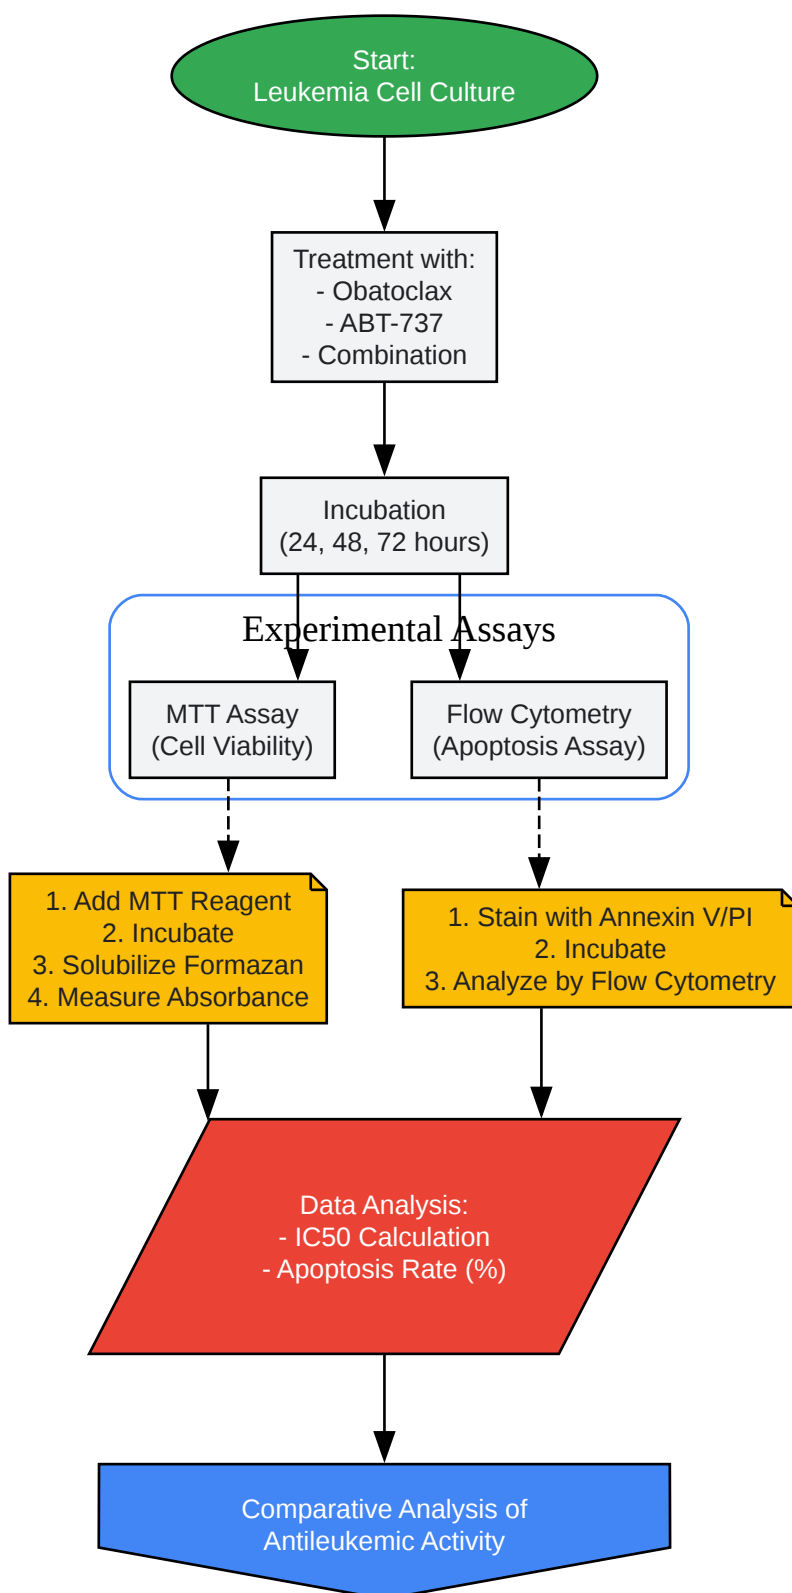 Start:
Leukemia Cell Culture
Treatment with:
- Obatoclax
- ABT-737
- Combination
Incubation
(24, 48, 72 hours)
Experimental Assays
MTT Assay
(Cell Viability)
Flow Cytometry
(Apoptosis Assay)
1. Add MTT Reagent
2. Incubate
3. Solubilize Formazan
4. Measure Absorbance
1. Stain with Annexin V/PI
2. Incubate
3. Analyze by Flow Cytometry
Data Analysis:
- IC50 Calculation
- Apoptosis Rate (%)
Comparative Analysis of
Antileukemic Activity